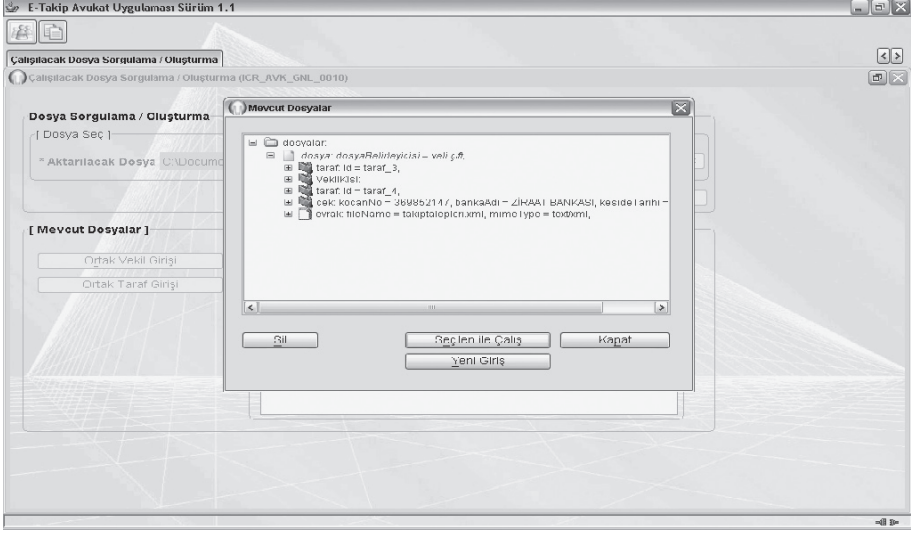 E-Takip Avukat Uygulaması Sürüm 1.1
Çalışılacak Dosya Sorgulama / Oluşturma
Çalışılacak Dosya Sorgulama / Oluşturma (ICR_AVK_GNL_0010)
Dosya Sorgulama / Oluşturma
[ Dosya Seç ]
* Aktarılacak Dosya C:\Docume
[ Mevcut Dosyalar ]
Ortak Vekil Girişi
Ortak Taraf Girişi
Mevcut Dosyalar
dosyalar:
dosya: dosyaBelirleyicisi = veli çift,
taraf: id = taraf_3,
VekilKisi:
taraf: id = taraf_4,
cek: kocanNo = 369852147, bankaAdi = ZİRAAT BANKASI, kesideTarihi =
evrak: fileName = takiptalepleri.xml, mimeType = text/xml,
Sil
Seçilen ile Çalış
Kapat
Yeni Giriş